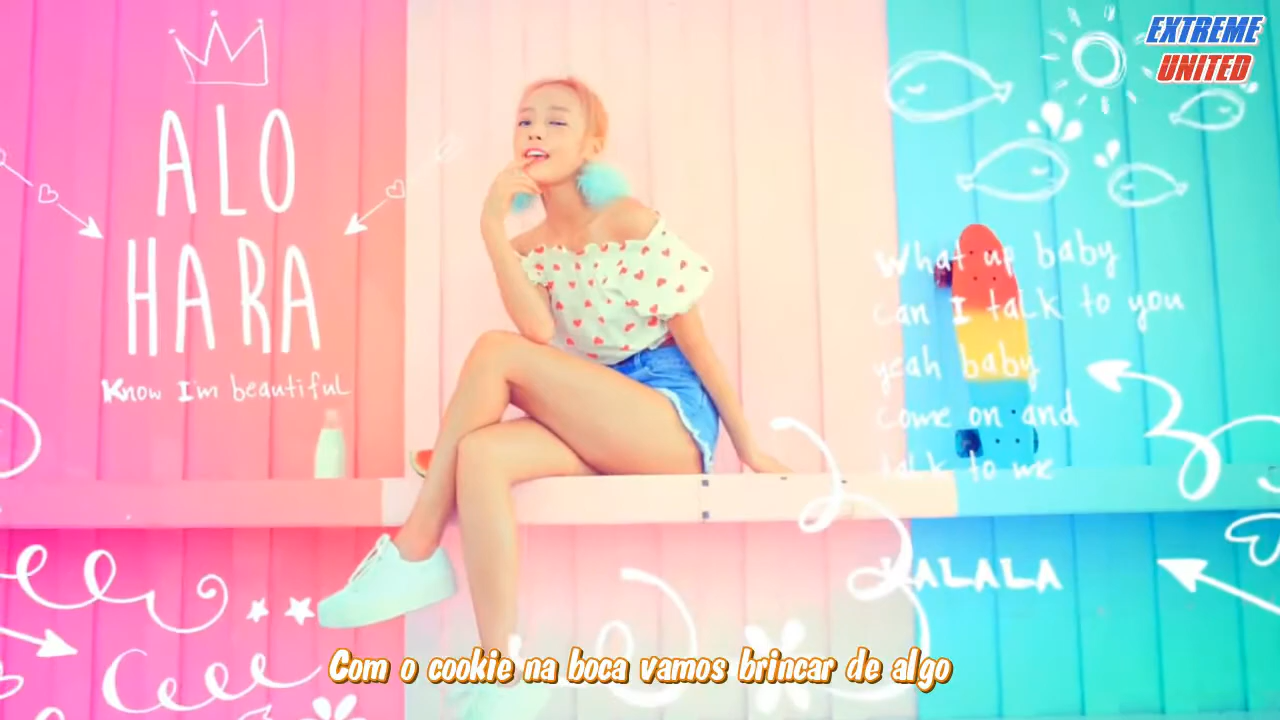 EXTREME
UNITED
ALO
HARA
Know I'm beautiful
What up baby
can I talk to you
yeah baby
come on and
talk to me
LALALA
Com o cookie na boca vamos brincar de algo